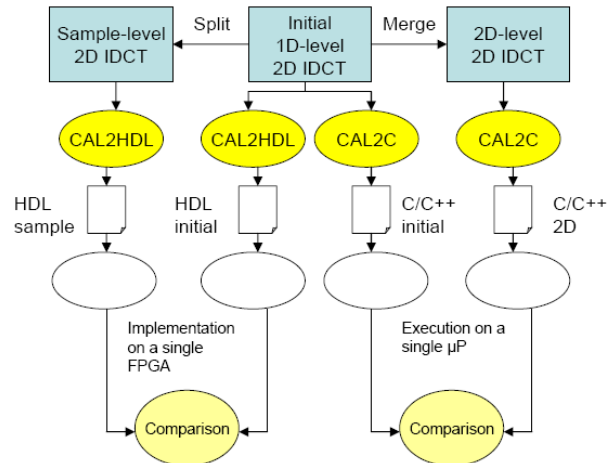 Sample-level
2D IDCT
Split
Initial
1D-level
2D IDCT
Merge
2D-level
2D IDCT
CAL2HDL
CAL2HDL
CAL2C
CAL2C
HDL
sample
HDL
initial
C/C++
initial
C/C++
2D
Implementation
on a single
FPGA
Execution on a
single µP
Comparison
Comparison